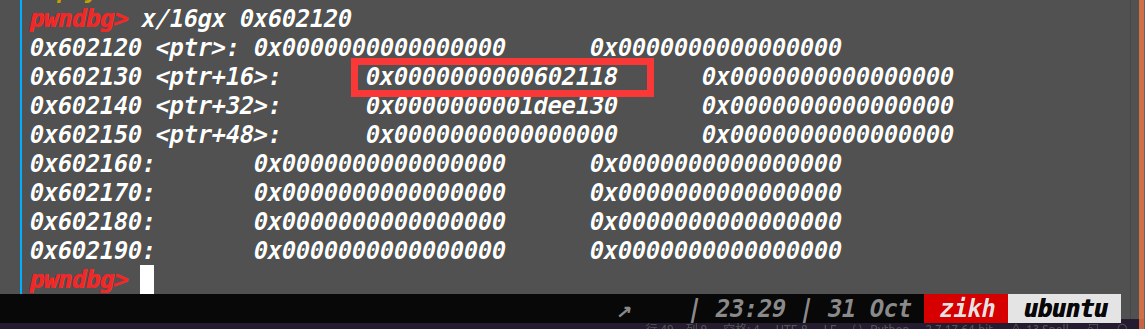 pwndbg> x/16gx 0x602120
0x602120 <ptr>: 0x0000000000000000 0x0000000000000000
0x602130 <ptr+16>: 0x0000000000602118 0x0000000000000000
0x602140 <ptr+32>: 0x0000000001dee130 0x0000000000000000
0x602150 <ptr+48>: 0x0000000000000000 0x0000000000000000
0x602160: 0x0000000000000000 0x0000000000000000
0x602170: 0x0000000000000000 0x0000000000000000
0x602180: 0x0000000000000000 0x0000000000000000
0x602190: 0x0000000000000000 0x0000000000000000
pwndbg>
↗ | 23:29 | 31 Oct zikh ubuntu